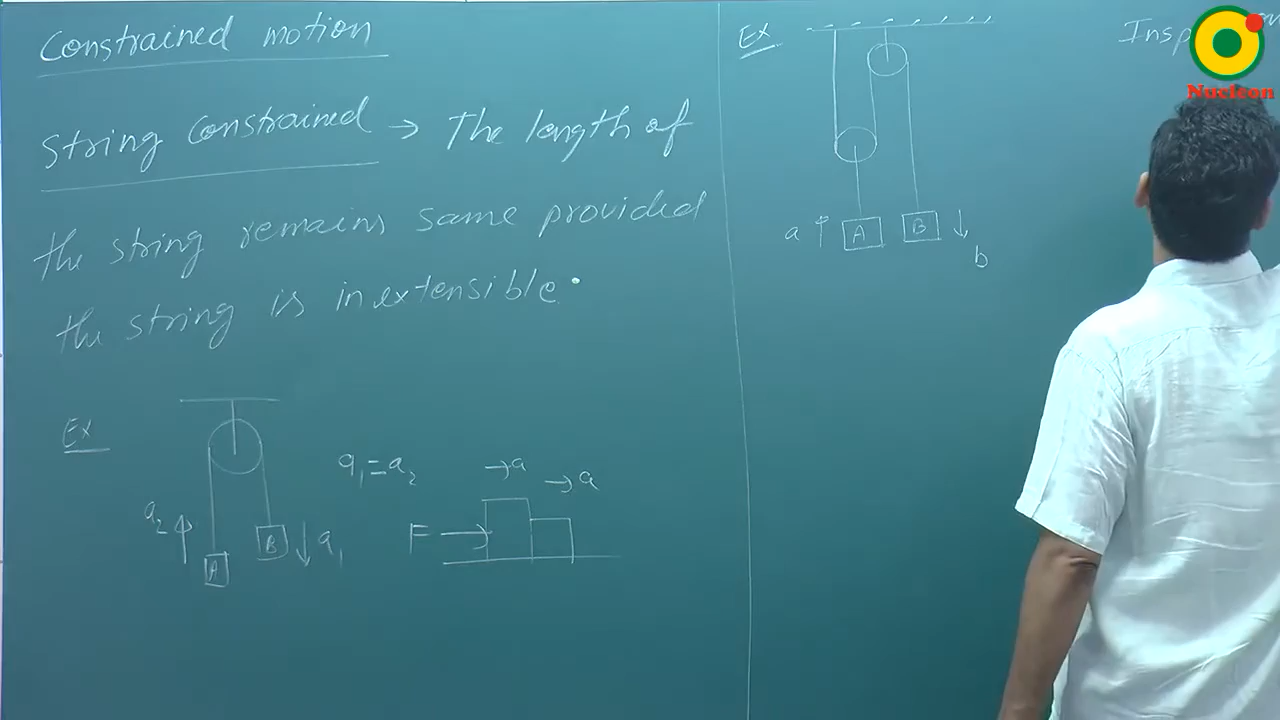 Constrained motion
String Constrained → The length of
the string remains same provided
the string is inextensible.
Ex
a₁=a₂
→a
→a
a₂
F
B
a₁
A
Ex
a
A
B
b
Nucleon